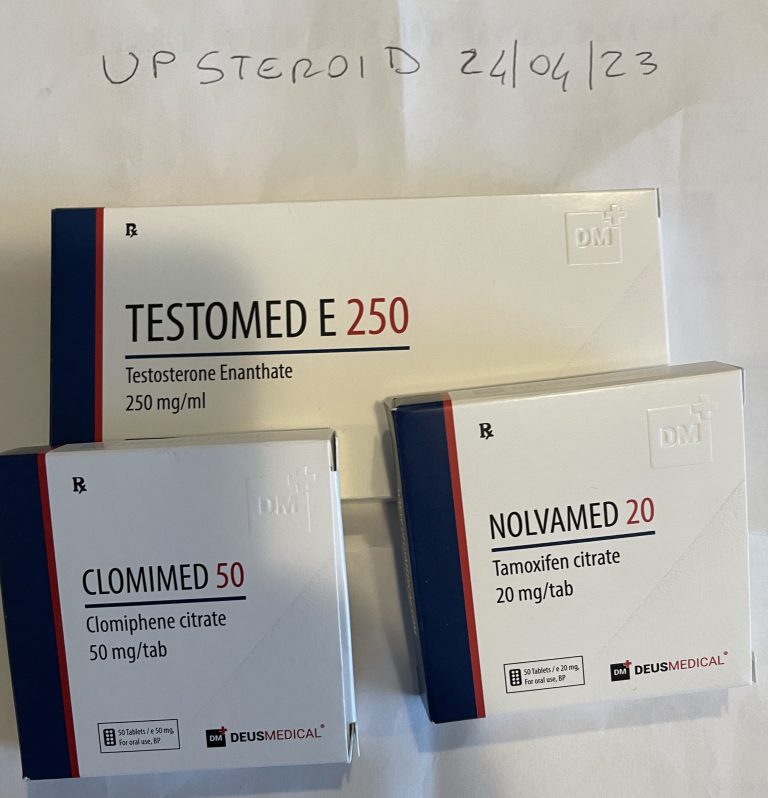 UP STEROID 24/04/23
℞
DM
TESTOMED E 250
Testosterone Enanthate
250 mg/ml
℞
DM
CLOMIMED 50
Clomiphene citrate
50 mg/tab
50 Tablets / e 50 mg,
For oral use, BP
DM DEUSMEDICAL®
℞
DM
NOLVAMED 20
Tamoxifen citrate
20 mg/tab
50 Tablets / e 20 mg,
For oral use, BP
DM DEUSMEDICAL®